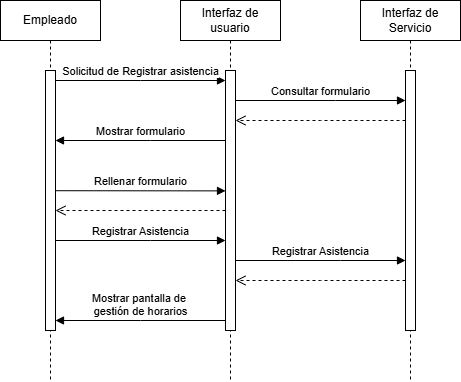 Empleado
Interfaz de
usuario
Interfaz de
Servicio
Solicitud de Registrar asistencia
Consultar formulario
Mostrar formulario
Rellenar formulario
Registrar Asistencia
Registrar Asistencia
Mostrar pantalla de
gestión de horarios